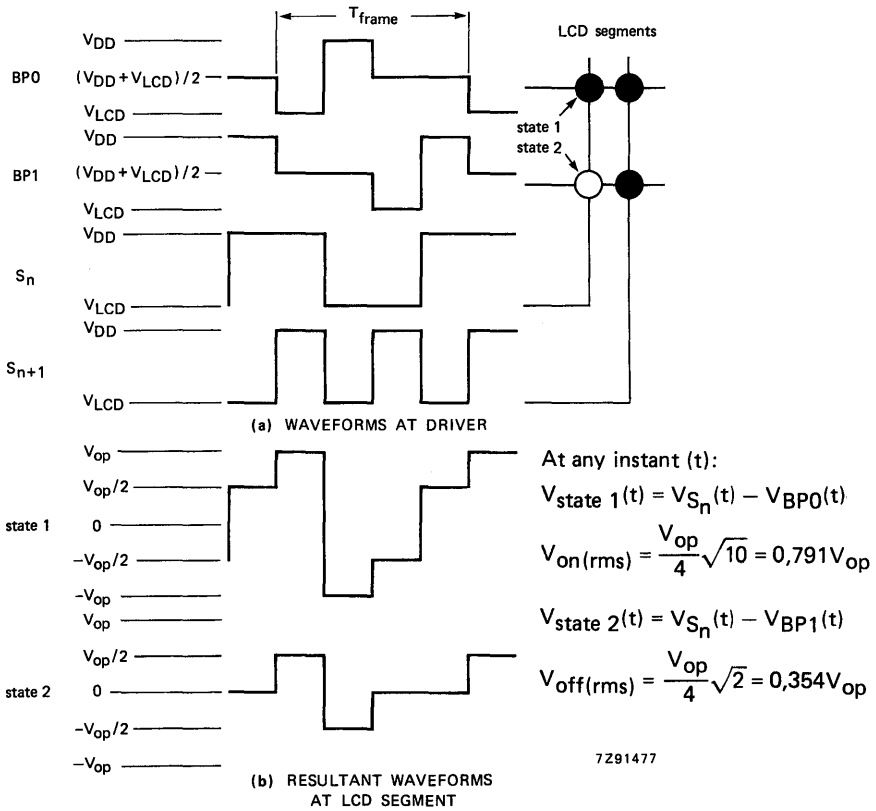 T_frame
LCD segments
BP0
V_DD
(V_DD + V_LCD)/2
V_LCD
state 1
state 2
BP1
V_DD
(V_DD + V_LCD)/2
V_LCD
S_n
V_DD
V_LCD
S_n+1
V_DD
V_LCD
(a) WAVEFORMS AT DRIVER
state 1
V_op
V_op/2
0
−V_op/2
−V_op
state 2
V_op
V_op/2
0
−V_op/2
−V_op
(b) RESULTANT WAVEFORMS
AT LCD SEGMENT
At any instant (t):
V_state 1(t) = V_S_n(t) − V_BP0(t)
V_on(rms) = V_op/4 √10 = 0,791V_op
V_state 2(t) = V_S_n(t) − V_BP1(t)
V_off(rms) = V_op/4 √2 = 0,354V_op
7Z91477